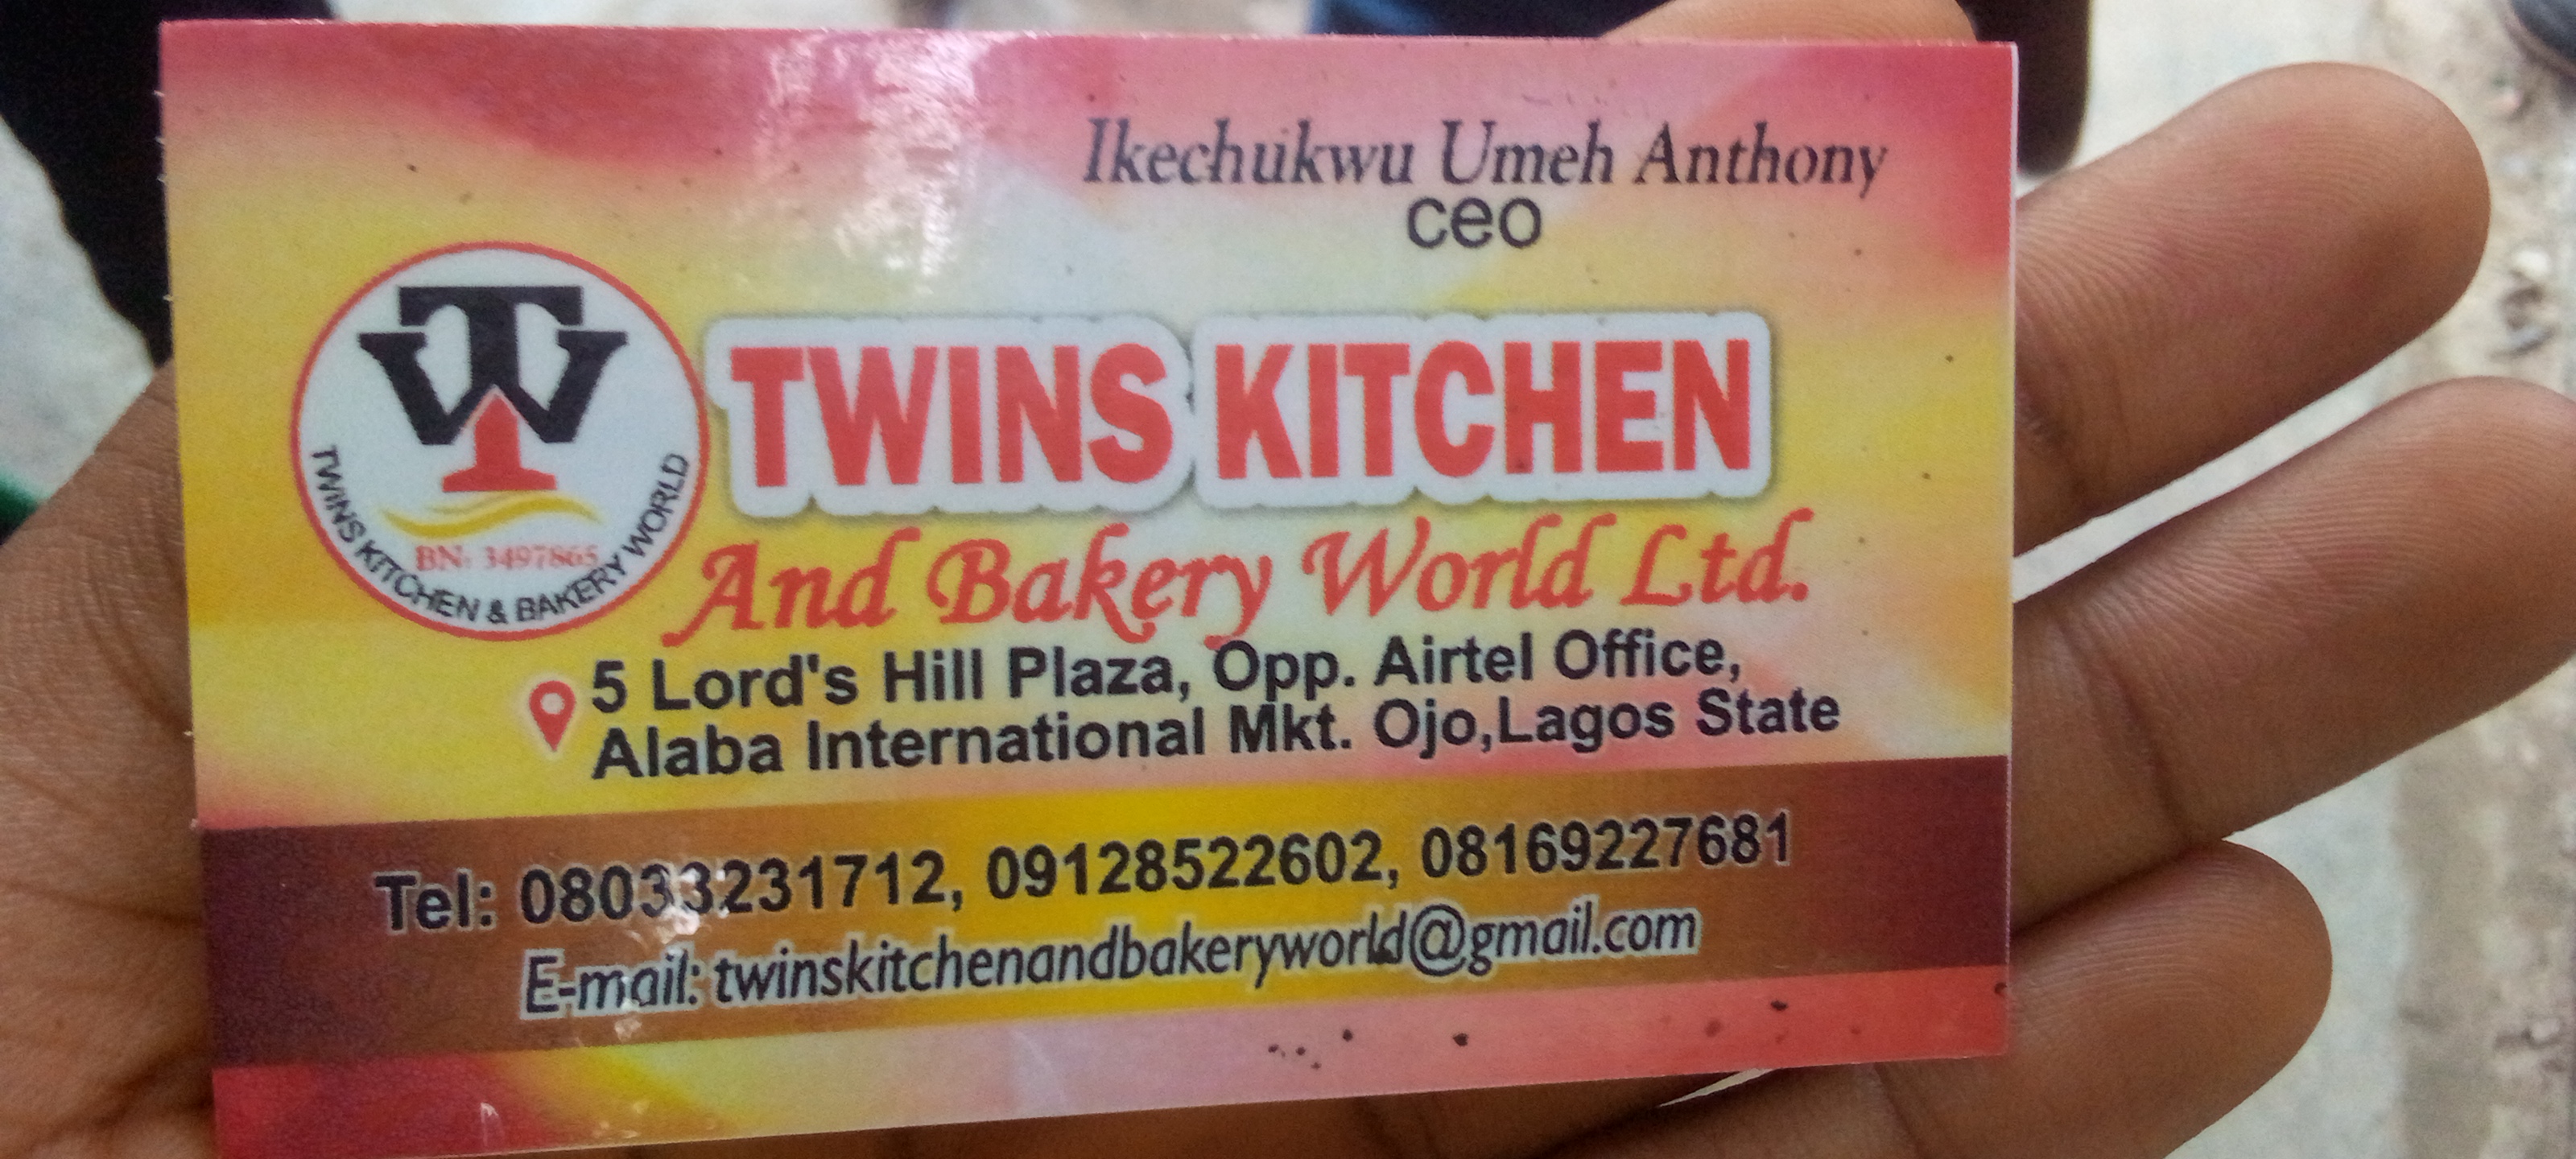 Ikechukwu Umeh Anthony
CEO
TW
TWINS KITCHEN & BAKERY WORLD
BN: 3497865
TWINS KITCHEN
And Bakery World Ltd.
5 Lord's Hill Plaza, Opp. Airtel Office,
Alaba International Mkt. Ojo,Lagos State
Tel: 08033231712, 09128522602, 08169227681
E-mail: twinskitchenandbakeryworld@gmail.com